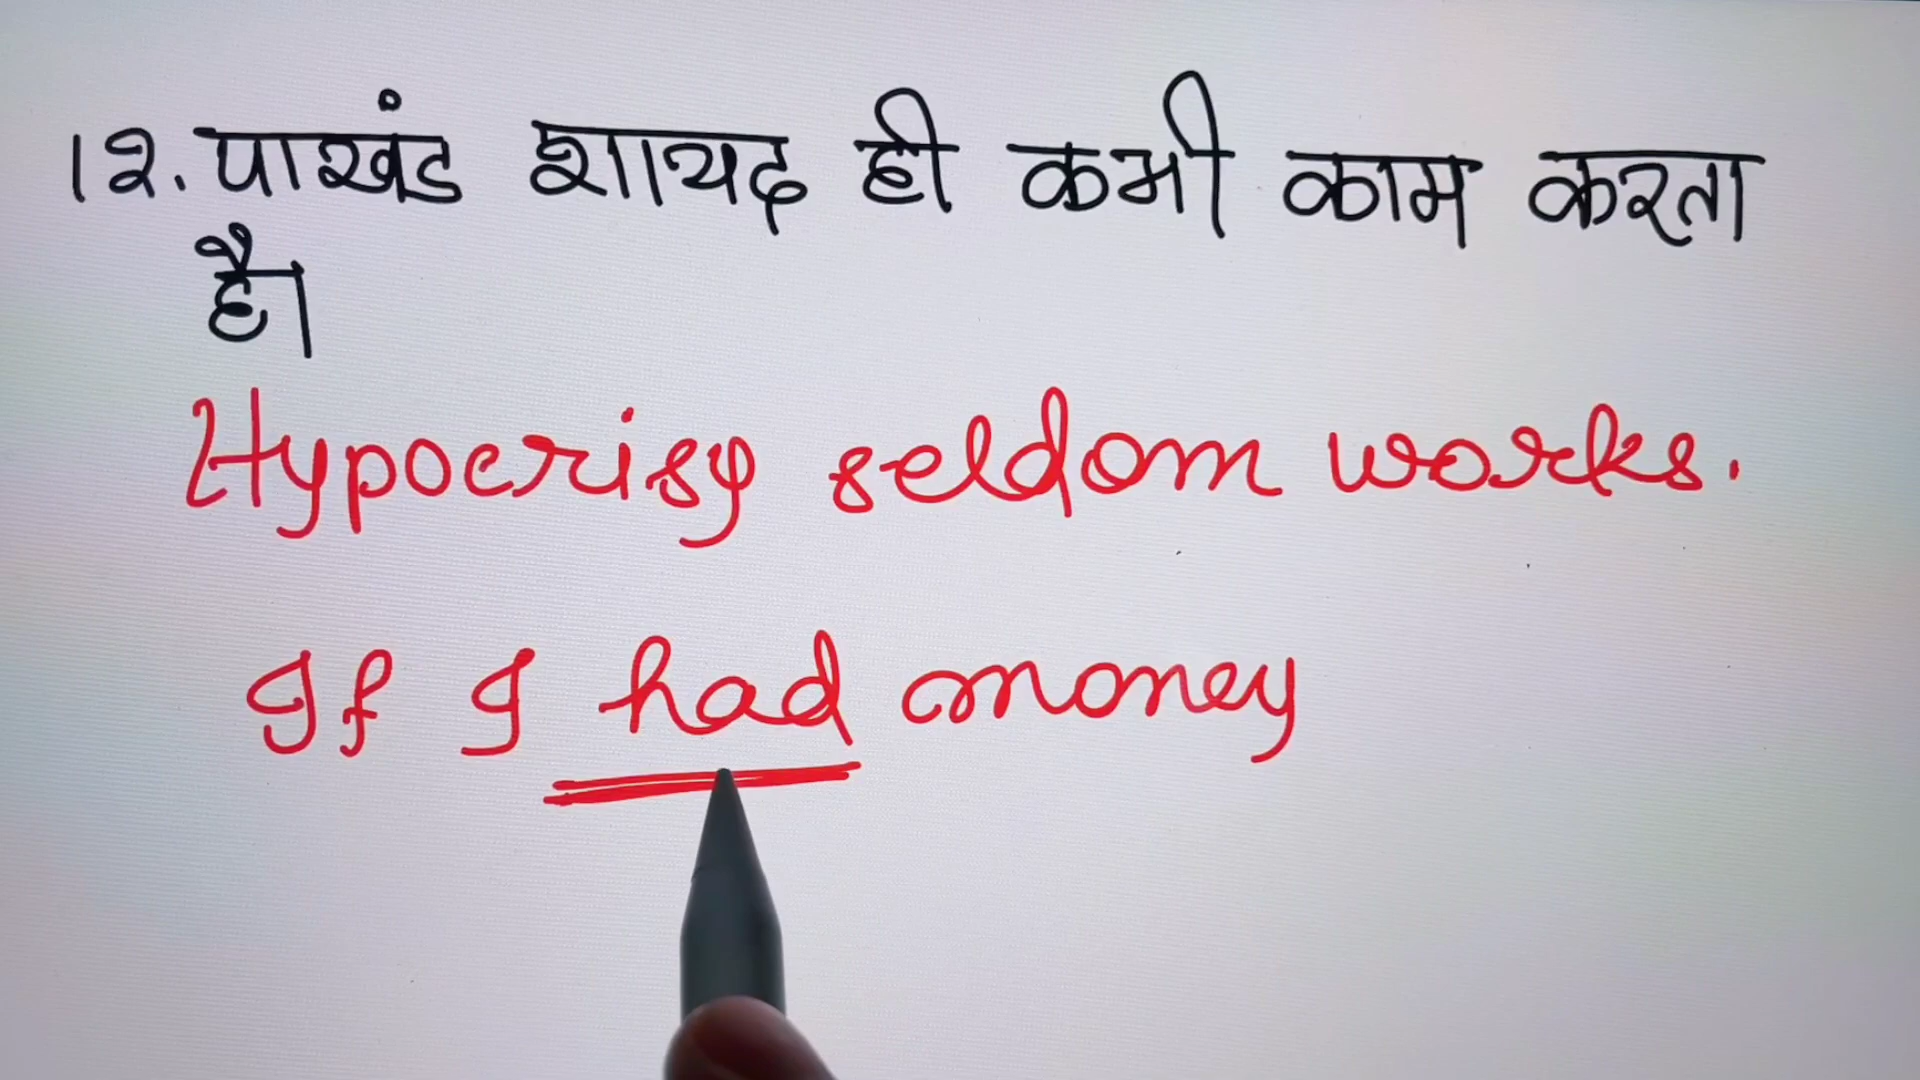 12. पाखंड शायद ही कभी काम करता
है।
Hypocrisy seldom works.
If I had money